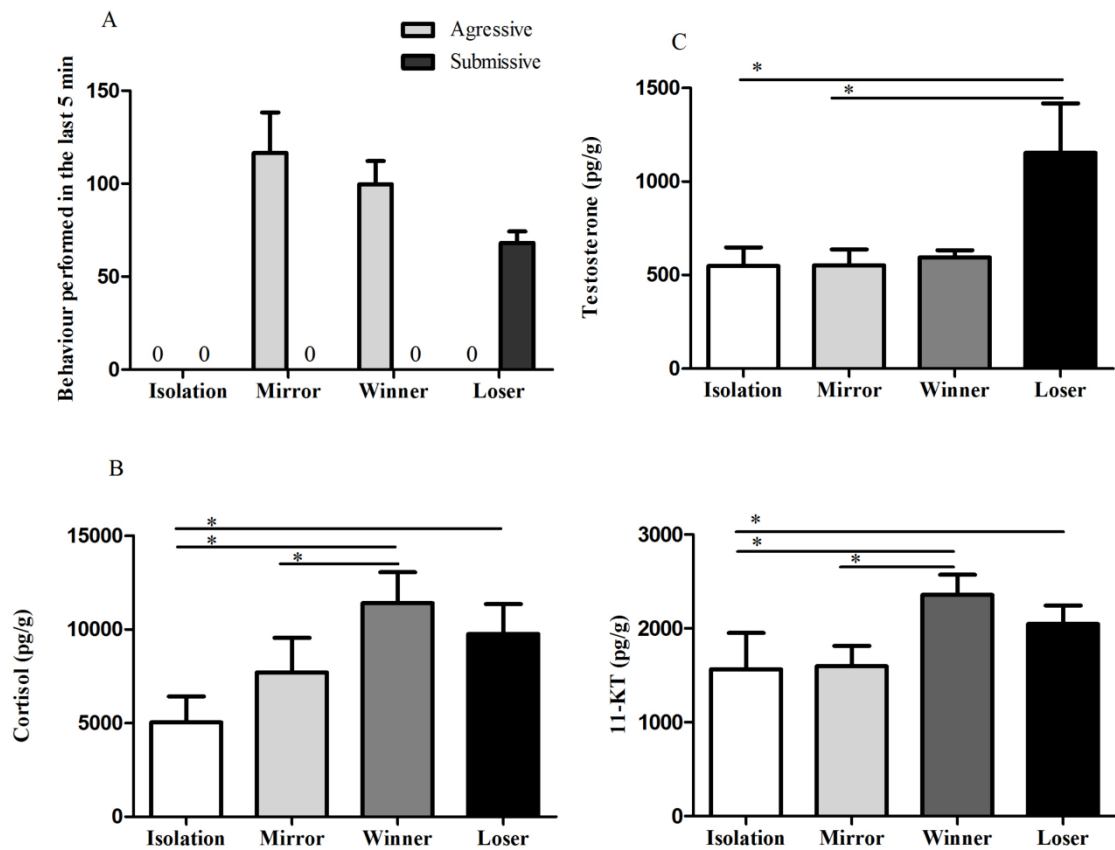 A
Agressive
Submissive
Behaviour performed in the last 5 min
150
100
50
0
0 0 0 0 0
Isolation Mirror Winner Loser
C
Testosterone (pg/g)
1500
1000
500
0
* *
Isolation Mirror Winner Loser
B
Cortisol (pg/g)
15000
10000
5000
0
* * *
Isolation Mirror Winner Loser
11-KT (pg/g)
3000
2000
1000
0
* * *
Isolation Mirror Winner Loser